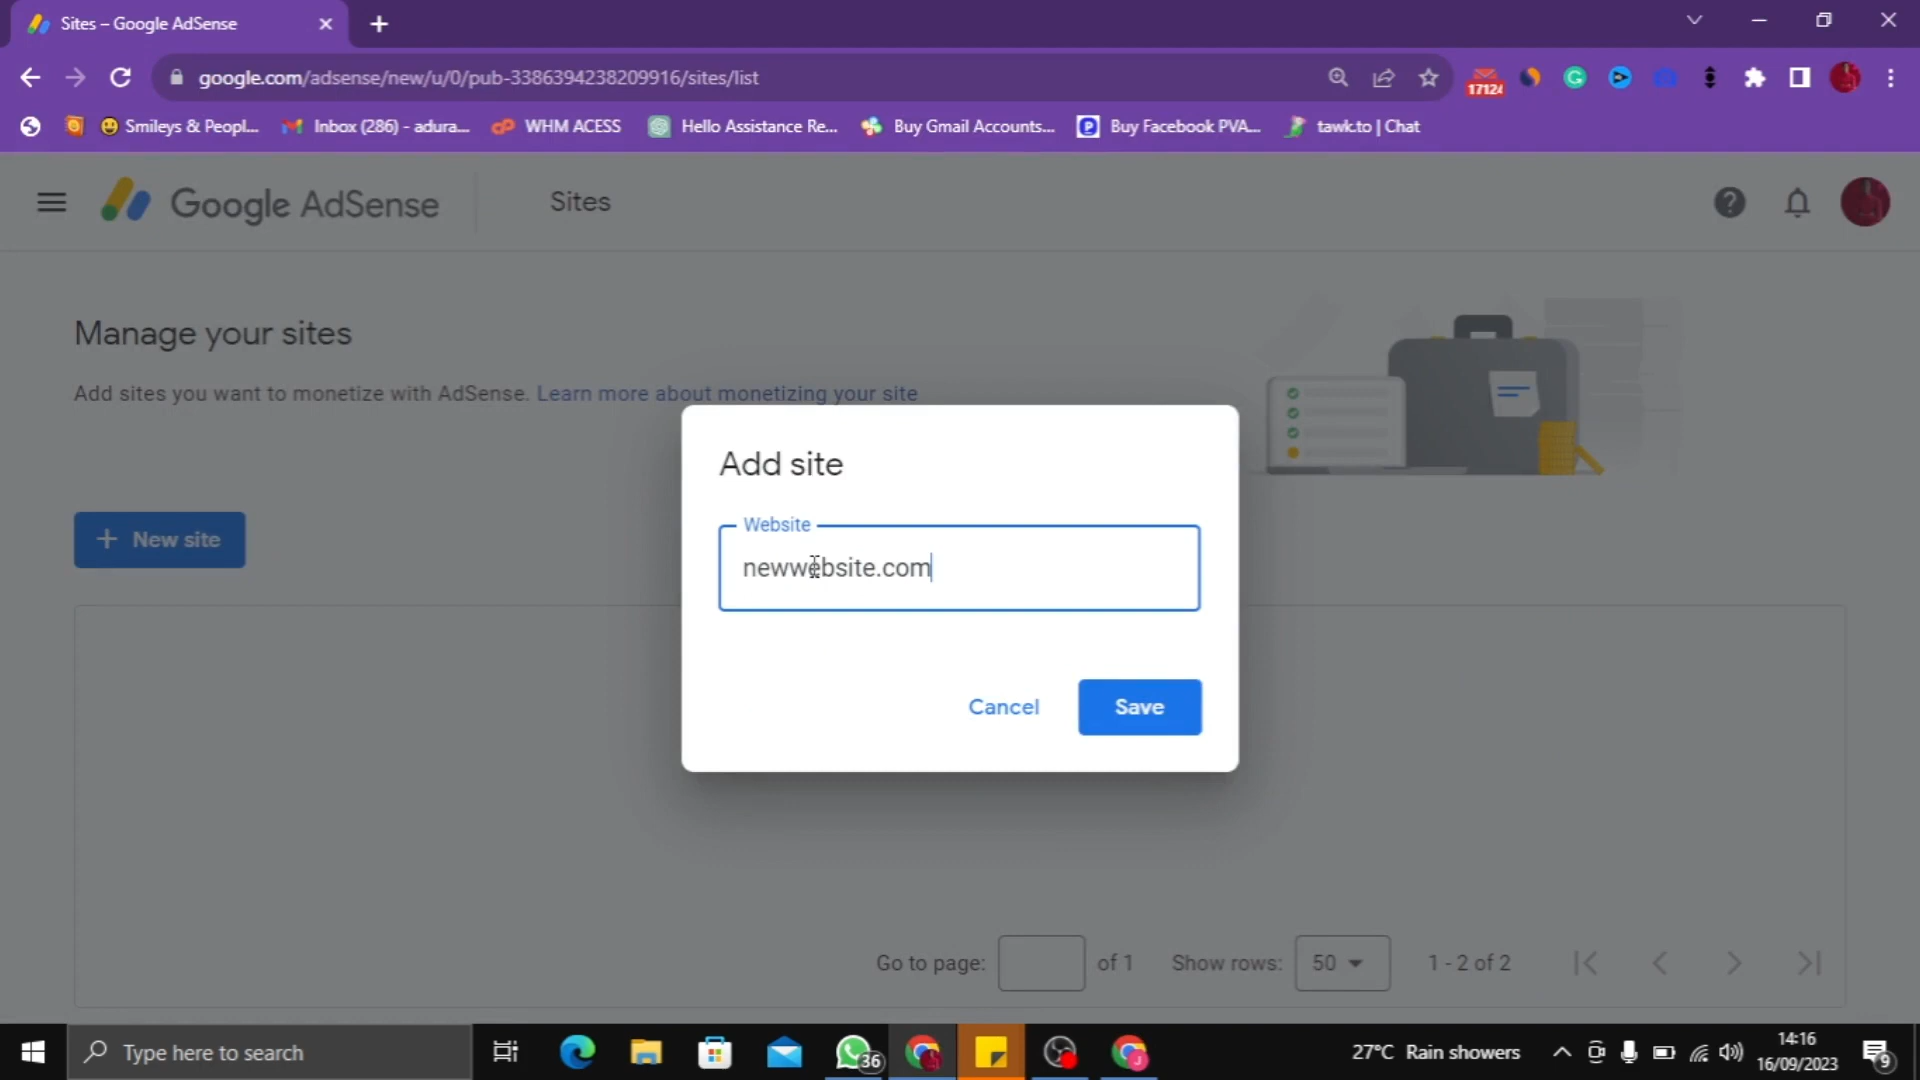 Sites – Google AdSense
google.com/adsense/new/u/0/pub-3386394238209916/sites/list
17124
Smileys & Peopl...
Inbox (286) - adura...
WHM ACESS
Hello Assistance Re...
Buy Gmail Accounts...
Buy Facebook PVA...
tawk.to | Chat
Google AdSense
Sites
Manage your sites
Add sites you want to monetize with AdSense. Learn more about monetizing your site
+ New site
Add site
Website
newwebsite.com
Cancel
Save
Go to page:
of 1
Show rows:
50
1 - 2 of 2
Type here to search
36
27°C Rain showers
14:16
16/09/2023
9